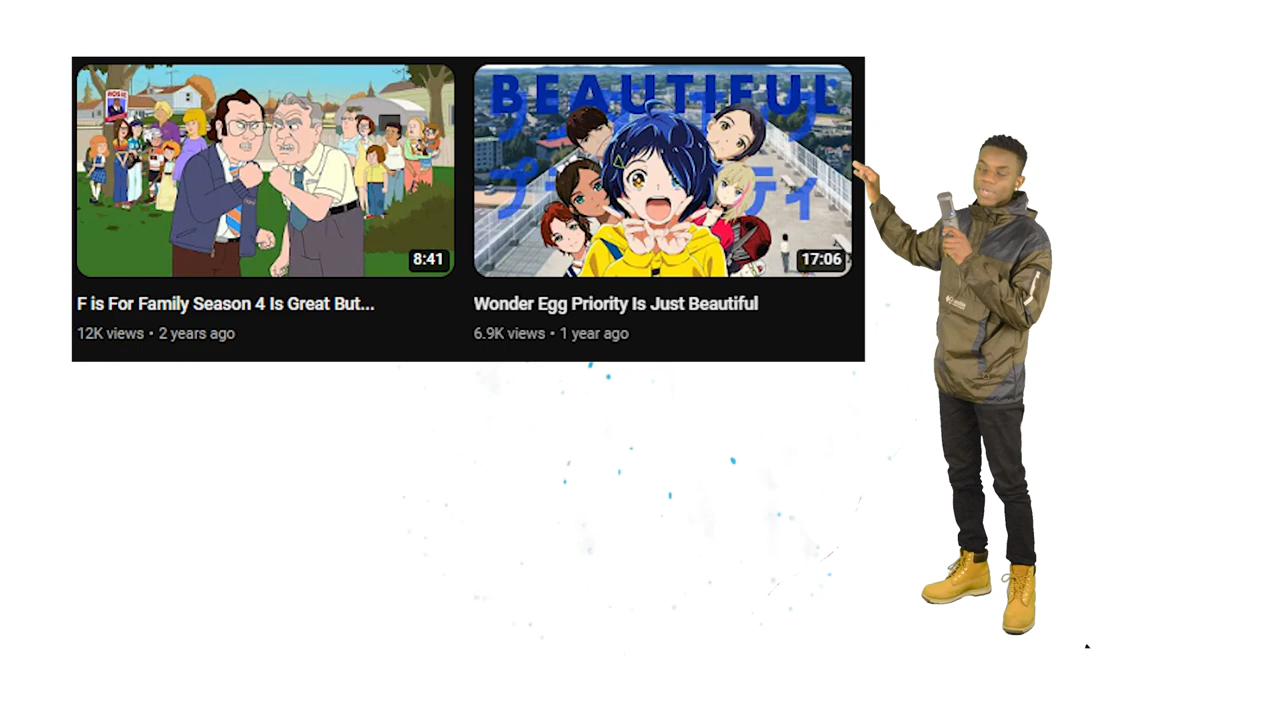 ROSIE
8:41
BEAUTIFUL
17:06
F is For Family Season 4 Is Great But...
Wonder Egg Priority Is Just Beautiful
12K views • 2 years ago
6.9K views • 1 year ago